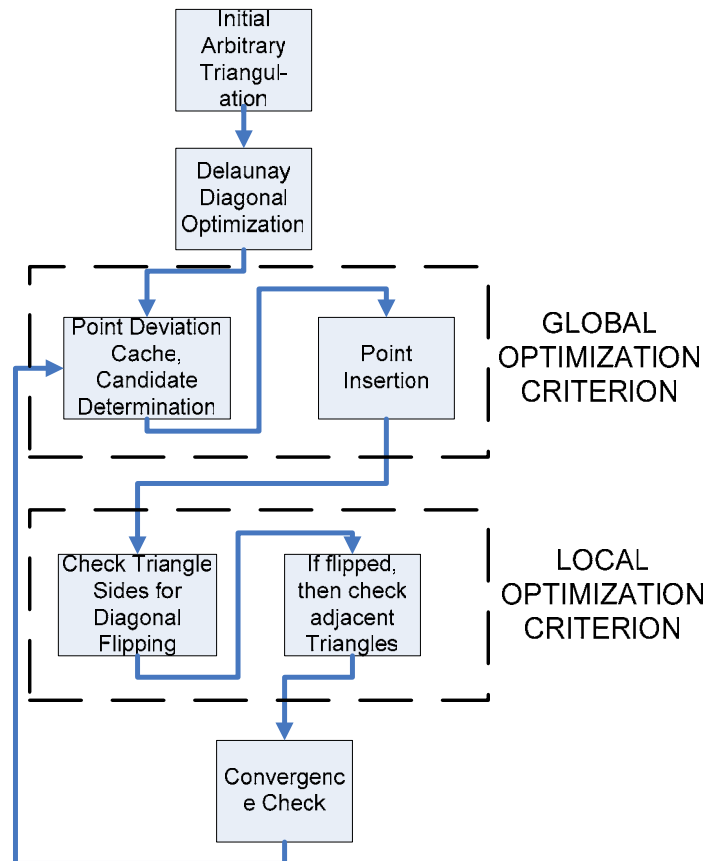 Initial
Arbitrary
Triangul-
ation
Delaunay
Diagonal
Optimization
Point Deviation
Cache,
Candidate
Determination
Point
Insertion
GLOBAL
OPTIMIZATION
CRITERION
Check Triangle
Sides for
Diagonal
Flipping
If flipped,
then check
adjacent
Triangles
LOCAL
OPTIMIZATION
CRITERION
Convergenc
e Check